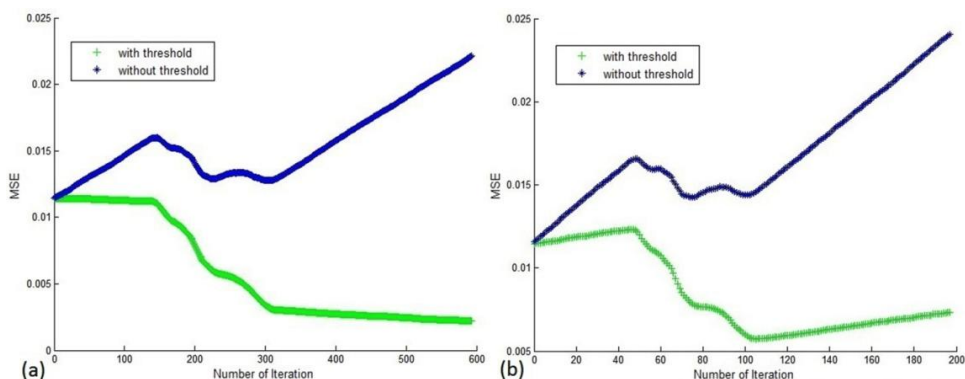 0.025
with threshold
without threshold
0.02
0.015
MSE
0.01
0.005
0
0 100 200 300 400 500 600
(a) Number of Iteration
0.025
with threshold
without threshold
0.02
MSE
0.015
0.01
0.005
0 20 40 60 80 100 120 140 160 180 200
(b) Number of Iteration